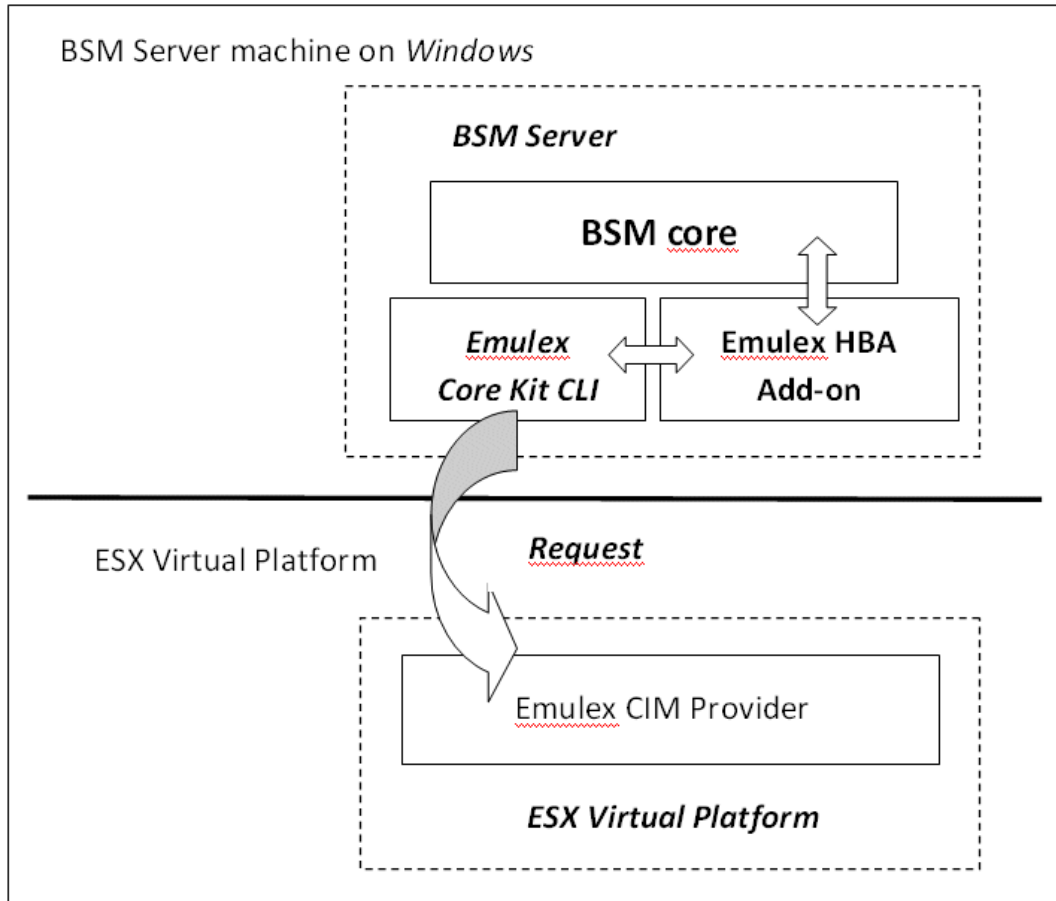 BSM Server machine on Windows
BSM Server
BSM core
Emulex
Core Kit CLI
Emulex HBA
Add-on
ESX Virtual Platform
Request
Emulex CIM Provider
ESX Virtual Platform